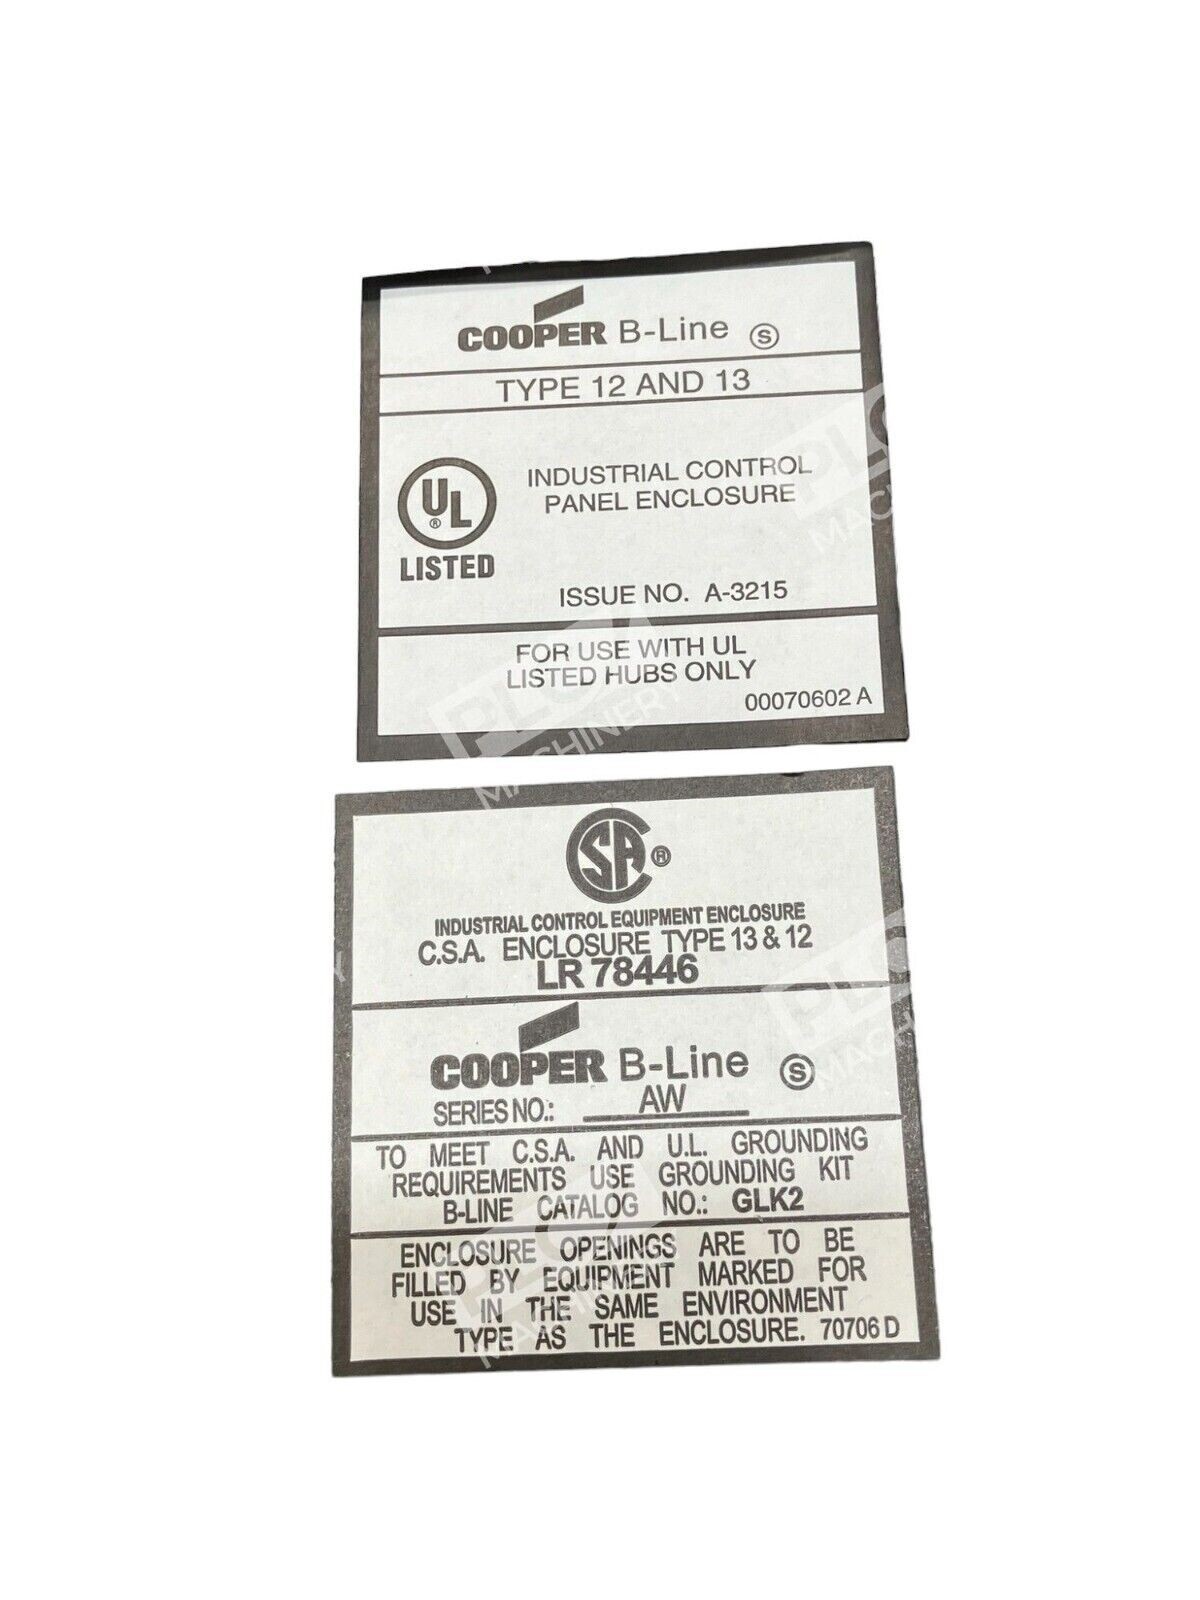 COOPER B-Line S
TYPE 12 AND 13
UL ®
LISTED
INDUSTRIAL CONTROL
PANEL ENCLOSURE
ISSUE NO. A-3215
FOR USE WITH UL
LISTED HUBS ONLY
00070602 A
PLC
MACHINERY
CSA ®
INDUSTRIAL CONTROL EQUIPMENT ENCLOSURE
C.S.A. ENCLOSURE TYPE 13 & 12
LR 78446
COOPER B-Line S
SERIES NO.: AW
TO MEET C.S.A. AND U.L. GROUNDING
REQUIREMENTS USE GROUNDING KIT
B-LINE CATALOG NO.: GLK2
ENCLOSURE OPENINGS ARE TO BE
FILLED BY EQUIPMENT MARKED FOR
USE IN THE SAME ENVIRONMENT
TYPE AS THE ENCLOSURE. 70706 D